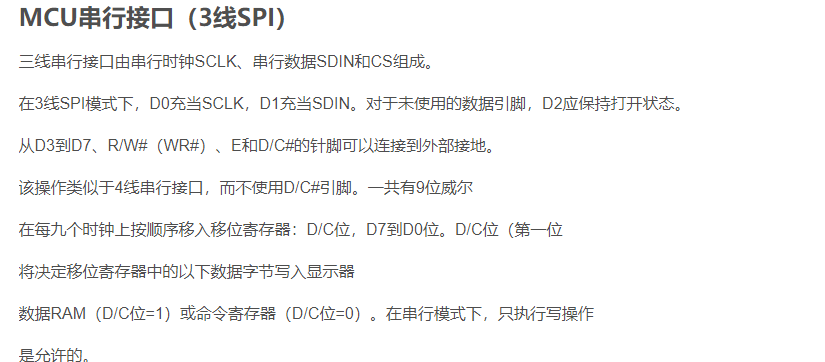 MCU串行接口（3线SPI）
三线串行接口由串行时钟SCLK、串行数据SDIN和CS组成。
在3线SPI模式下，D0充当SCLK，D1充当SDIN。对于未使用的数据引脚，D2应保持打开状态。
从D3到D7、R/W#（WR#）、E和D/C#的针脚可以连接到外部接地。
该操作类似于4线串行接口，而不使用D/C#引脚。一共有9位威尔
在每九个时钟上按顺序移入移位寄存器：D/C位，D7到D0位。D/C位（第一位
将决定移位寄存器中的以下数据字节写入显示器
数据RAM（D/C位=1）或命令寄存器（D/C位=0）。在串行模式下，只执行写操作
是允许的。